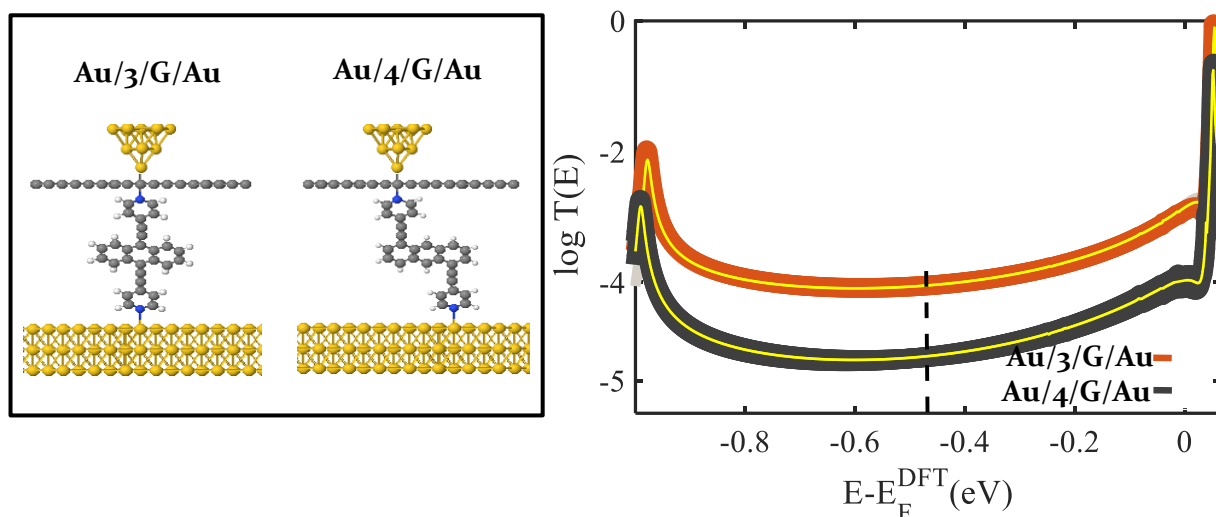 Au/3/G/Au
Au/4/G/Au
log T(E)
0
-2
-4
-5
Au/3/G/Au
Au/4/G/Au
-0.8
-0.6
-0.4
-0.2
0
E-E_F^DFT(eV)